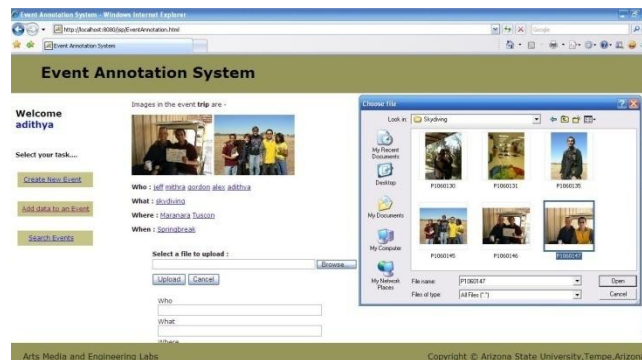 Event Annotation System - Windows Internet Explorer
http://localhost:8080/jsp/EventAnnotation.html
Google
Event Annotation System
Event Annotation System
Welcome
adithya
Select your task....
Create New Event
Add data to an Event
Search Events
Images in the event trip are -
Who : jeff mithra gordon alex adithya
What : skydiving
Where : Maranara Tuscon
When : Springbreak
Select a file to upload :
Browse...
Upload Cancel
Who
What
Where
Choose file
Look in: Skydiving
My Recent Documents
Desktop
My Documents
My Computer
My Network Places
P1060130 P1060131 P1060135
P1060145 P1060146 P1060147
File name: P1060147 Open
Files of type: All Files (*.*) Cancel
Arts Media and Engineering Labs
Copyright © Arizona State University,Tempe,Arizon